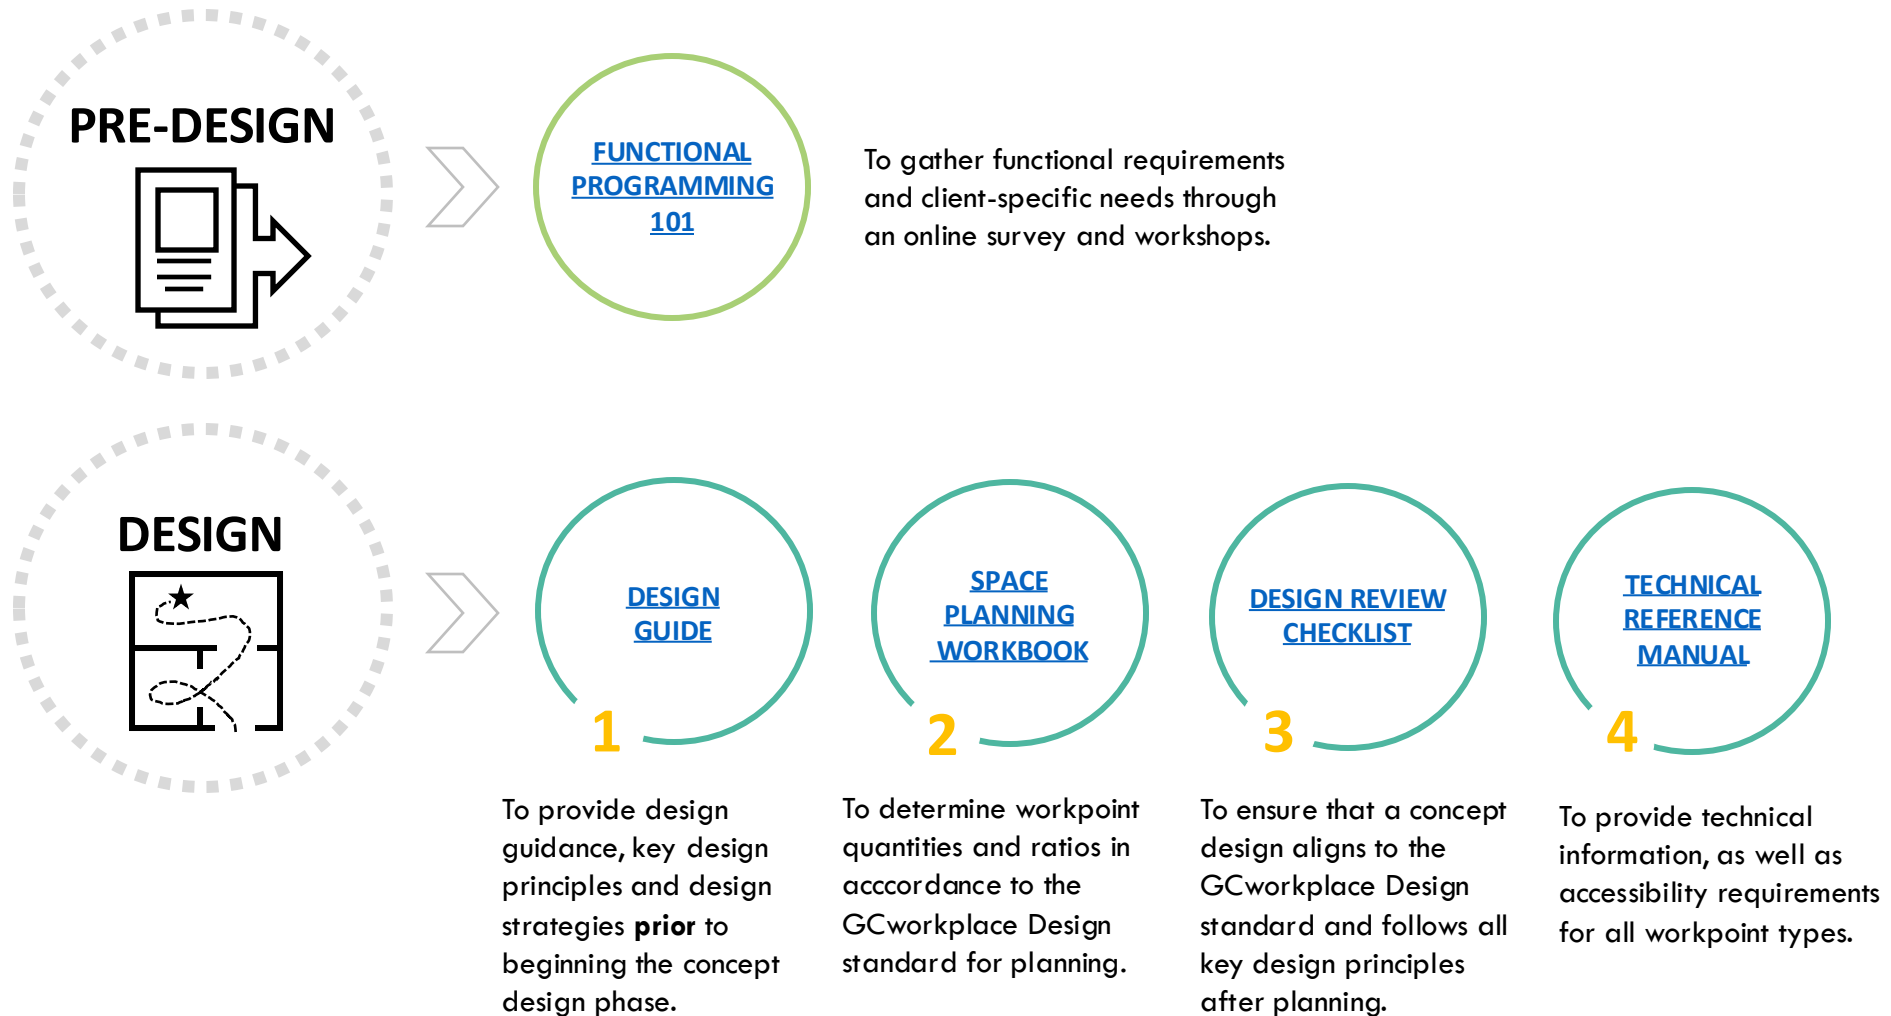 PRE-DESIGN
FUNCTIONAL
PROGRAMMING
101
To gather functional requirements
and client-specific needs through
an online survey and workshops.
DESIGN
DESIGN
GUIDE
1
To provide design
guidance, key design
principles and design
strategies prior to
beginning the concept
design phase.
SPACE
PLANNING
WORKBOOK
2
To determine workpoint
quantities and ratios in
acccordance to the
GCworkplace Design
standard for planning.
DESIGN REVIEW
CHECKLIST
3
To ensure that a concept
design aligns to the
GCworkplace Design
standard and follows all
key design principles
after planning.
TECHNICAL
REFERENCE
MANUAL
4
To provide technical
information, as well as
accessibility requirements
for all workpoint types.